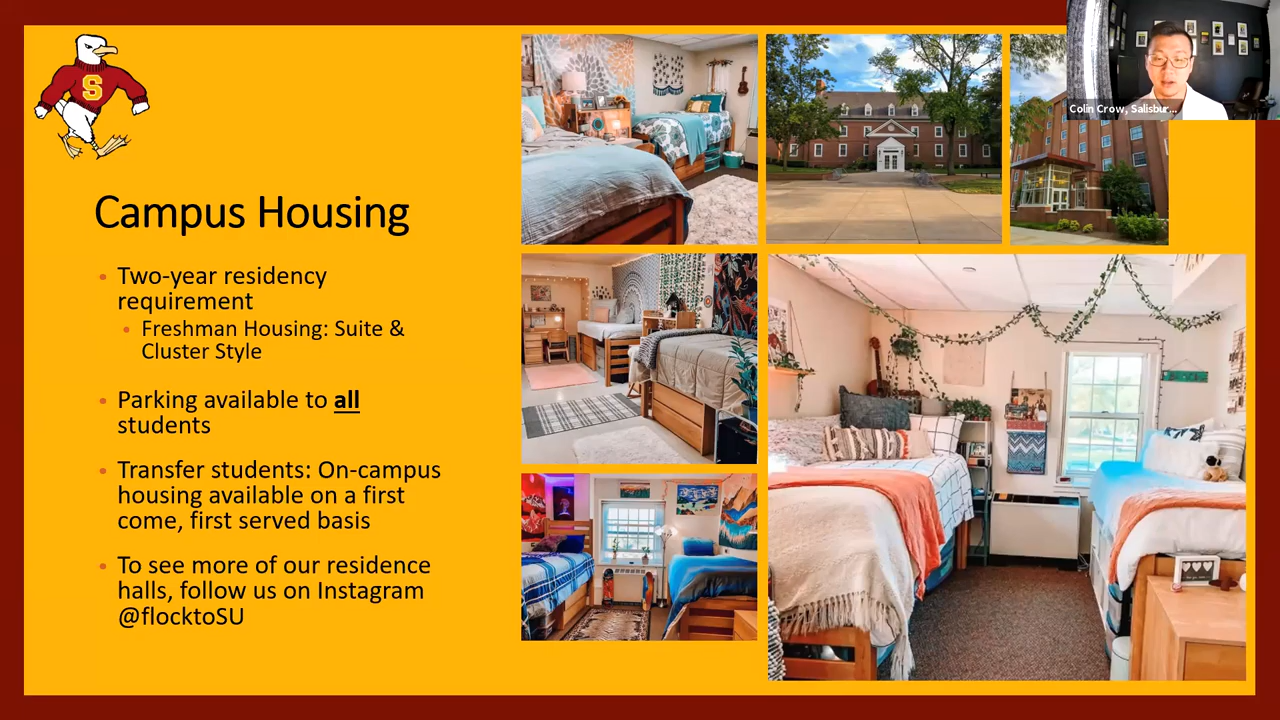 Colin Crow, Salisbur...
S
Campus Housing
Two-year residency
requirement
Freshman Housing: Suite &
Cluster Style
Parking available to all
students
Transfer students: On-campus
housing available on a first
come, first served basis
To see more of our residence
halls, follow us on Instagram
@flocktoSU